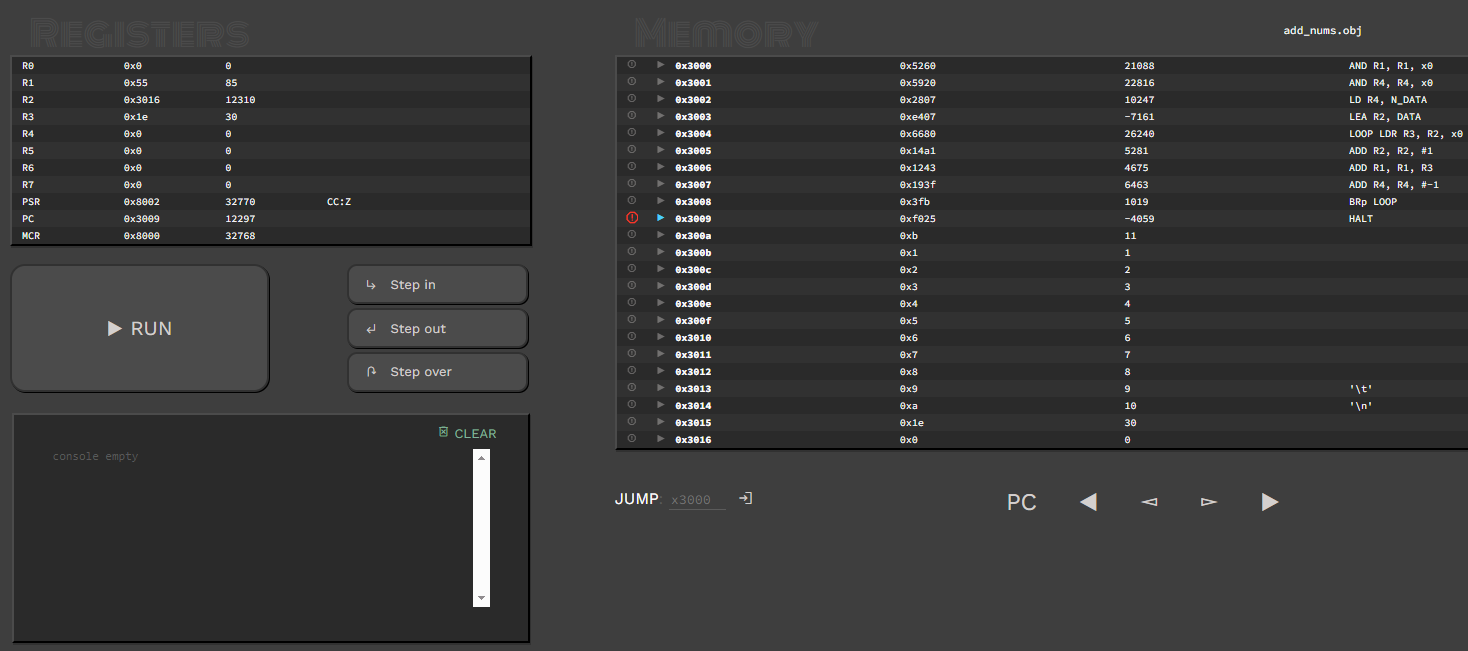 Registers
R0 0x0 0
R1 0x55 85
R2 0x3016 12310
R3 0x1e 30
R4 0x0 0
R5 0x0 0
R6 0x0 0
R7 0x0 0
PSR 0x8002 32770 CC:Z
PC 0x3009 12297
MCR 0x8000 32768
RUN
Step in
Step out
Step over
CLEAR
console empty
Memory
add_nums.obj
0x3000 0x5260 21088 AND R1, R1, x0
0x3001 0x5920 22816 AND R4, R4, x0
0x3002 0x2807 10247 LD R4, N_DATA
0x3003 0xe407 -7161 LEA R2, DATA
0x3004 0x6680 26240 LOOP LDR R3, R2, x0
0x3005 0x14a1 5281 ADD R2, R2, #1
0x3006 0x1243 4675 ADD R1, R1, R3
0x3007 0x193f 6463 ADD R4, R4, #-1
0x3008 0x3fb 1019 BRp LOOP
0x3009 0xf025 -4059 HALT
0x300a 0xb 11
0x300b 0x1 1
0x300c 0x2 2
0x300d 0x3 3
0x300e 0x4 4
0x300f 0x5 5
0x3010 0x6 6
0x3011 0x7 7
0x3012 0x8 8
0x3013 0x9 9 '\t'
0x3014 0xa 10 '\n'
0x3015 0x1e 30
0x3016 0x0 0
JUMP: x3000
PC